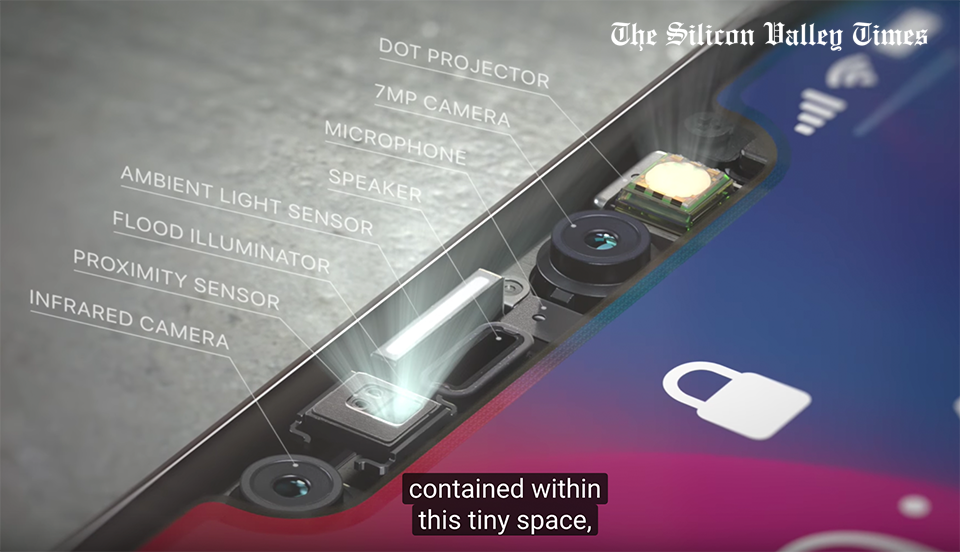 The Silicon Valley Times
DOT PROJECTOR
7MP CAMERA
MICROPHONE
SPEAKER
AMBIENT LIGHT SENSOR
FLOOD ILLUMINATOR
PROXIMITY SENSOR
INFRARED CAMERA
contained within
this tiny space,